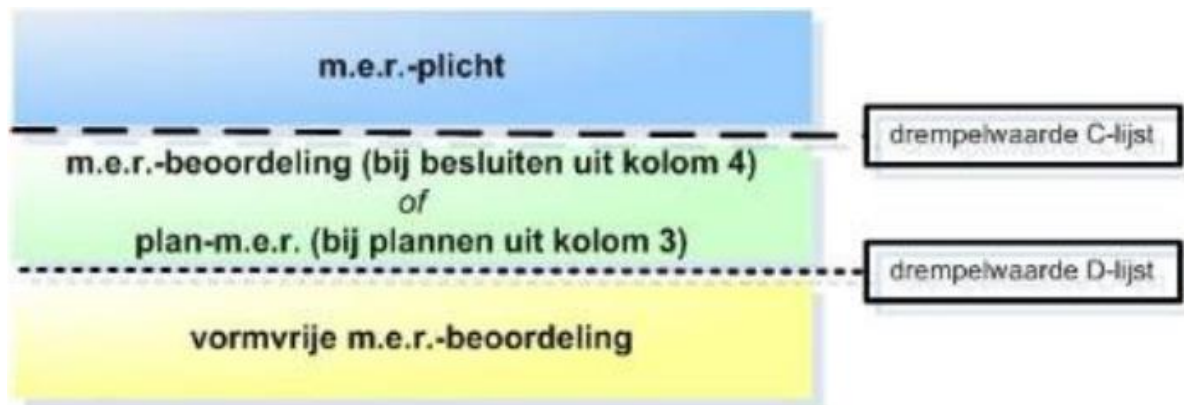 m.e.r.-plicht
drempelwaarde C-lijst
m.e.r.-beoordeling (bij besluiten uit kolom 4)
of
plan-m.e.r. (bij plannen uit kolom 3)
drempelwaarde D-lijst
vormvrije m.e.r.-beoordeling